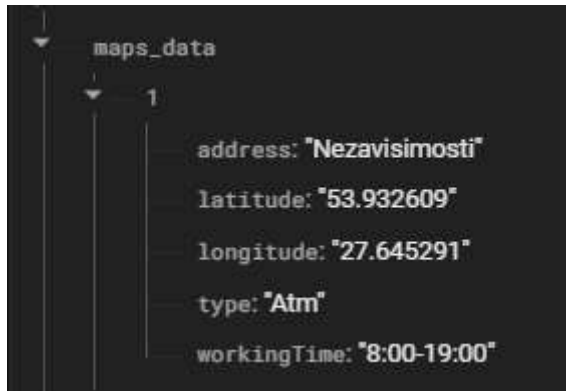 maps_data
1
address: "Nezavisimosti"
latitude: "53.932609"
longitude: "27.645291"
type: "Atm"
workingTime: "8:00-19:00"